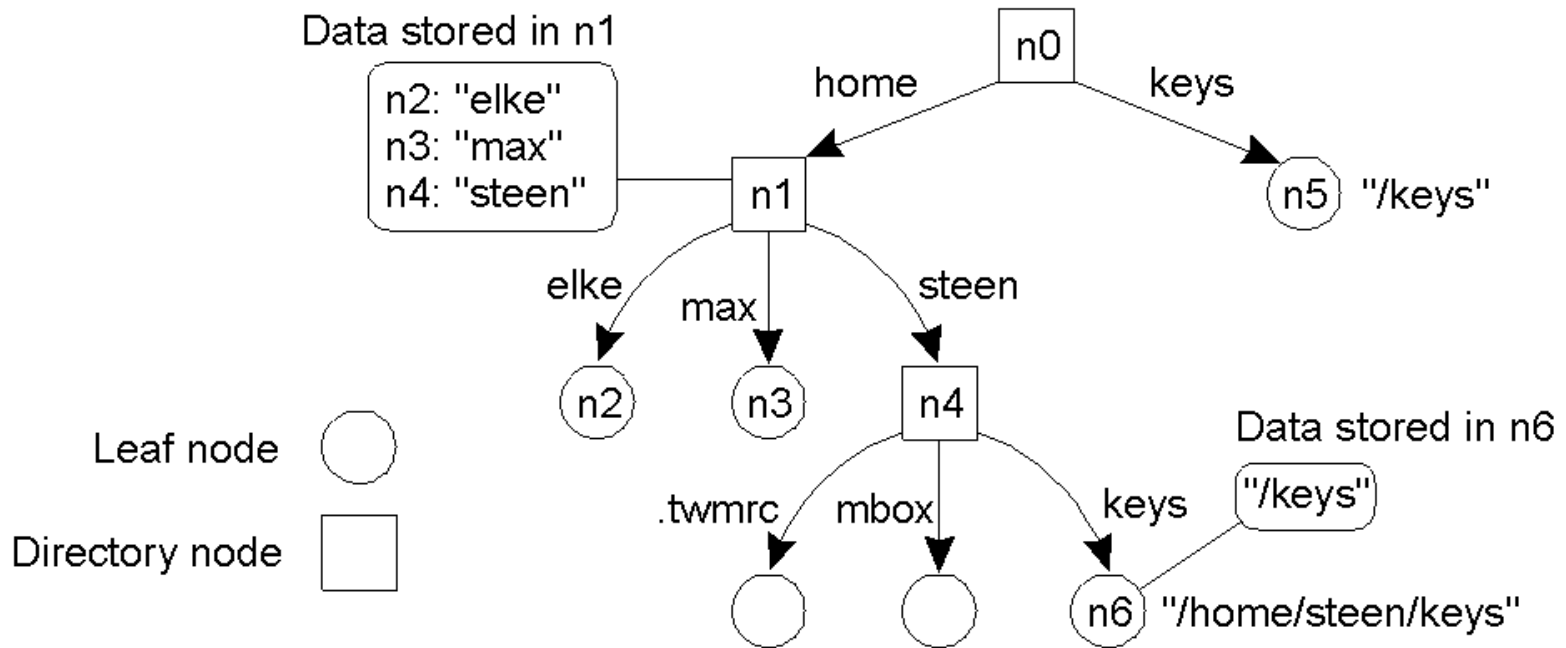 Data stored in n1
n0
n2: "elke"
n3: "max"
n4: "steen"
home
keys
n1
n5
"/keys"
elke
max
steen
n2
n3
n4
Leaf node
Data stored in n6
"/keys"
.twmrc
mbox
keys
Directory node
n6
"/home/steen/keys"